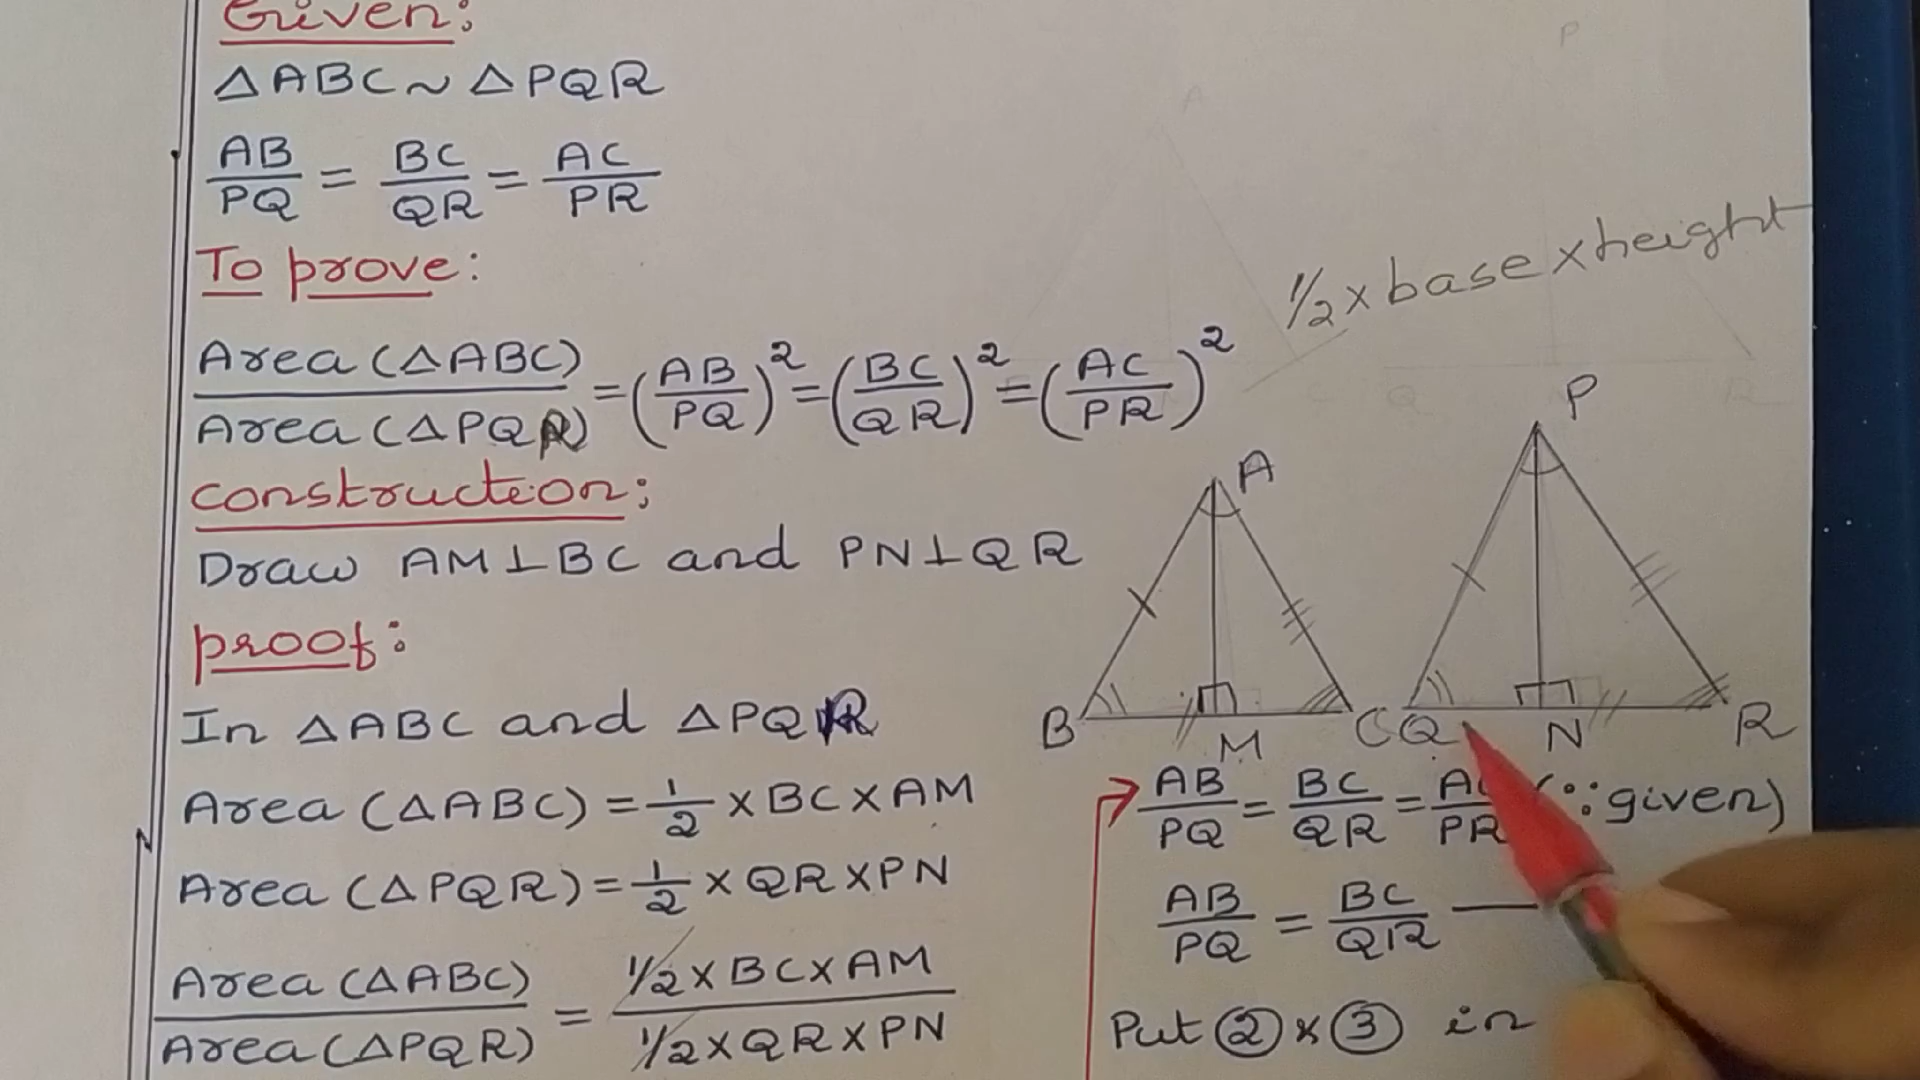 Given:
△ABC ~ △PQR
AB/PQ = BC/QR = AC/PR
To prove:
Area (△ABC)/Area (△PQR) = (AB/PQ)² = (BC/QR)² = (AC/PR)²
1/2 x base x height
construction:
Draw AM⊥BC and PN⊥QR
proof:
In △ABC and △PQR
Area (△ABC) = 1/2 × BC × AM
Area (△PQR) = 1/2 × QR × PN
Area (△ABC)/Area (△PQR) = 1/2 × BC × AM / 1/2 × QR × PN
P
A
B M C Q N R
AB/PQ = BC/QR = AC/PR (∵ given)
AB/PQ = BC/QR —
Put ② × ③ in